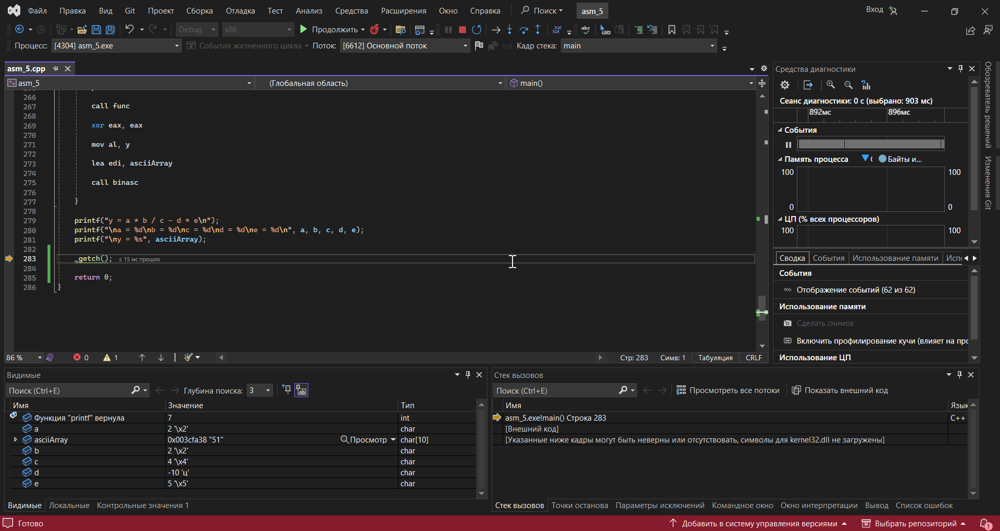 Файл Правка Вид Git Проект Сборка Отладка Тест Анализ Средства Расширения Окно Справка Поиск asm_5 Вход
Debug x86 Продолжить abc
Процесс: [4304] asm_5.exe События жизненного цикла Поток: [6612] Основной поток Кадр стека: main
asm_5.cpp
asm_5 (Глобальная область) main()
266
267 call func
268
269 xor eax, eax
270
271 mov al, y
272
273 lea edi, asciiArray
274
275 call binasc
276
277 }
278
279 printf("y = a * b / c - d * e\n");
280 printf("\na = %d\nb = %d\nc = %d\nd = %d\ne = %d\n", a, b, c, d, e);
281 printf("\ny = %s", asciiArray);
282
283 _getch(); ≤ 15 мс прошло
284
285 return 0;
286 }
86 % 0 1 Стр: 283 Симв: 1 Табуляция CRLF
Средства диагностики
Сеанс диагностики: 0 с (выбрано: 903 мс)
892мс 896мс
События
Память процесса Байты и...
100 100
0 0
ЦП (% всех процессоров)
100 100
Сводка События Использование памяти Испо
События
Отображение событий (62 из 62)
Использование памяти
Сделать снимок
Включить профилирование кучи (влияет на про
Использование ЦП
Обозреватель решений
Изменения Git
Видимые
Поиск (Ctrl+E) Глубина поиска: 3
Имя Значение Тип
Функция "printf" вернула 7 int
a 2 '\x2' char
asciiArray 0x003cfa38 "51" Просмотр char[10]
b 2 '\x2' char
c 4 '\x4' char
d -10 'ц' char
e 5 '\x5' char
Видимые Локальные Контрольные значения 1
Стек вызовов
Поиск (Ctrl+E) Просмотреть все потоки Показать внешний код
Имя Язык
asm_5.exe!main() Строка 283 C++
[Внешний код]
[Указанные ниже кадры могут быть неверны или отсутствовать, символы для kernel32.dll не загружены]
Стек вызовов Точки останова Параметры исключений Командное окно Окно интерпретации Вывод Список ошибок
Готово Добавить в систему управления версиями Выбрать репозиторий 1